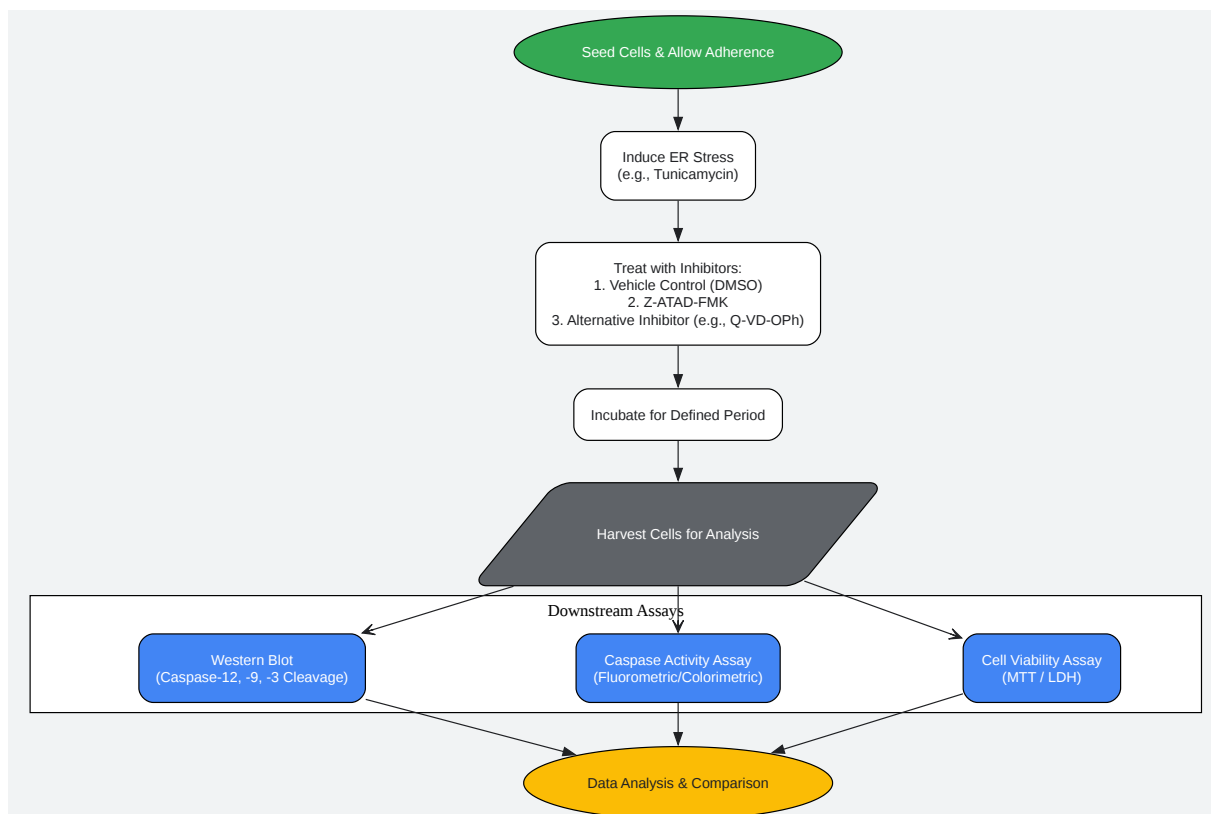 Seed Cells & Allow Adherence
Induce ER Stress
(e.g., Tunicamycin)
Treat with Inhibitors:
1. Vehicle Control (DMSO)
2. Z-ATAD-FMK
3. Alternative Inhibitor (e.g., Q-VD-OPh)
Incubate for Defined Period
Harvest Cells for Analysis
Downstream Assays
Western Blot
(Caspase-12, -9, -3 Cleavage)
Caspase Activity Assay
(Fluorometric/Colorimetric)
Cell Viability Assay
(MTT / LDH)
Data Analysis & Comparison